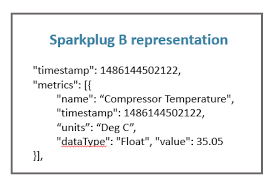 Sparkplug B representation
"timestamp": 1486144502122,
"metrics": [{
"name": “Compressor Temperature",
"timestamp": 1486144502122,
“units”: “Deg C”,
"dataType": "Float", "value": 35.05
}],